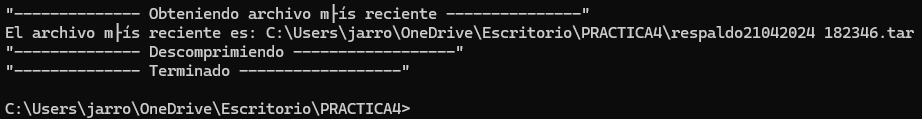 "-------------- Obteniendo archivo m├ís reciente ---------------"
El archivo m├ís reciente es: C:\Users\jarro\OneDrive\Escritorio\PRACTICA4\respaldo21042024 182346.tar
"-------------- Descomprimiendo ------------------"
"-------------- Terminado ------------------"
C:\Users\jarro\OneDrive\Escritorio\PRACTICA4>